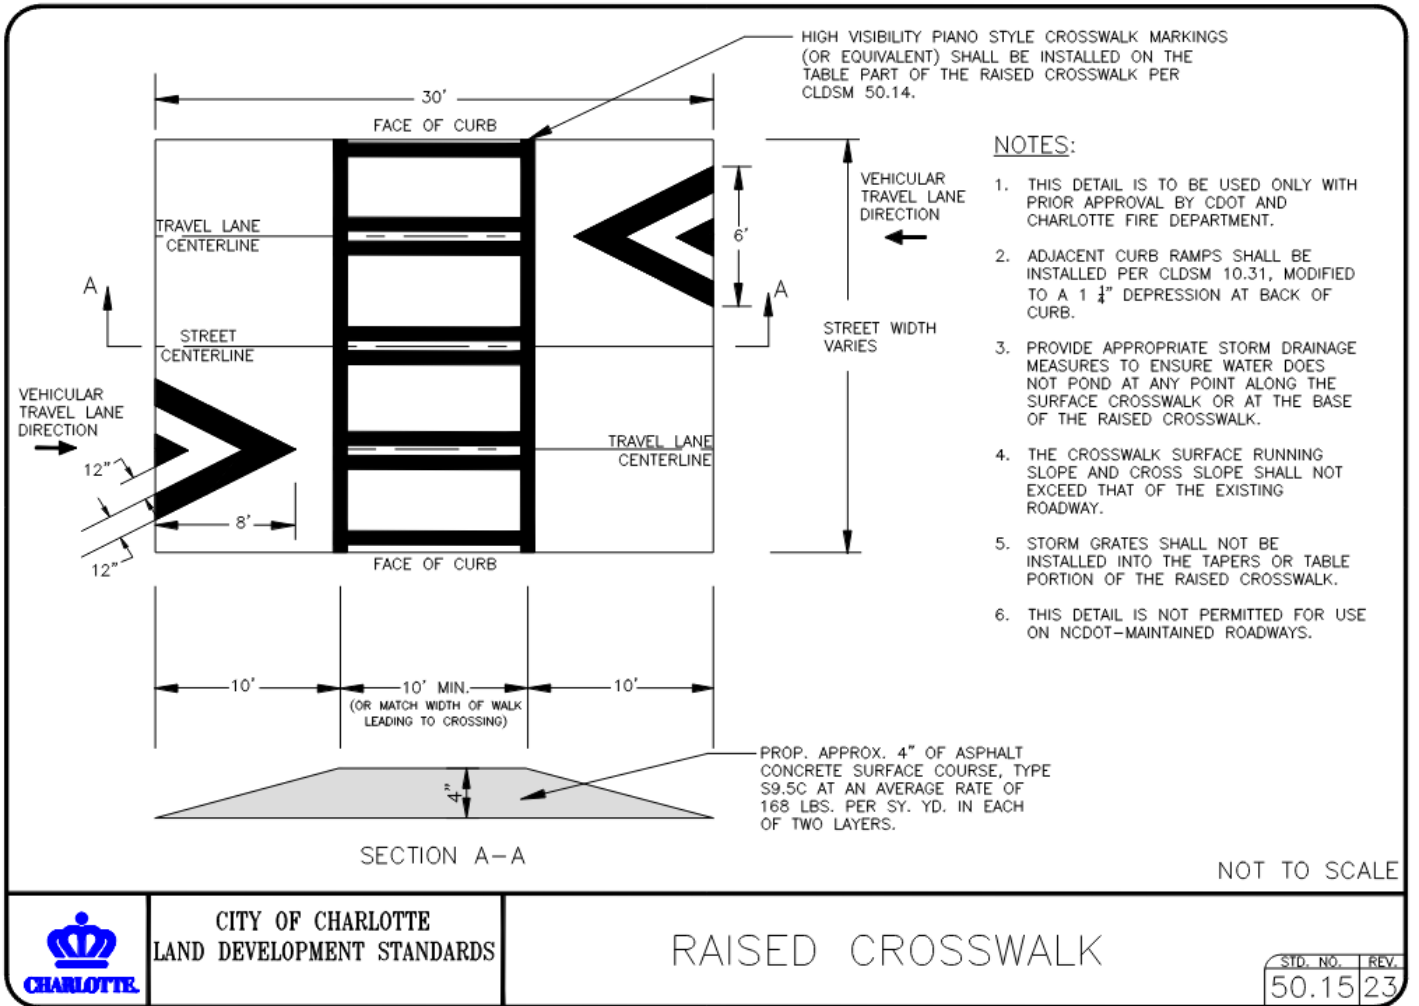 HIGH VISIBILITY PIANO STYLE CROSSWALK MARKINGS
(OR EQUIVALENT) SHALL BE INSTALLED ON THE
TABLE PART OF THE RAISED CROSSWALK PER
CLDSM 50.14.
30'
FACE OF CURB
TRAVEL LANE
CENTERLINE
A
STREET
CENTERLINE
VEHICULAR
TRAVEL LANE
DIRECTION
12"
12"
8'
FACE OF CURB
6'
A
VEHICULAR
TRAVEL LANE
DIRECTION
STREET WIDTH
VARIES
TRAVEL LANE
CENTERLINE
NOTES:
1. THIS DETAIL IS TO BE USED ONLY WITH
PRIOR APPROVAL BY CDOT AND
CHARLOTTE FIRE DEPARTMENT.
2. ADJACENT CURB RAMPS SHALL BE
INSTALLED PER CLDSM 10.31, MODIFIED
TO A 1 1/4" DEPRESSION AT BACK OF
CURB.
3. PROVIDE APPROPRIATE STORM DRAINAGE
MEASURES TO ENSURE WATER DOES
NOT POND AT ANY POINT ALONG THE
SURFACE CROSSWALK OR AT THE BASE
OF THE RAISED CROSSWALK.
4. THE CROSSWALK SURFACE RUNNING
SLOPE AND CROSS SLOPE SHALL NOT
EXCEED THAT OF THE EXISTING
ROADWAY.
5. STORM GRATES SHALL NOT BE
INSTALLED INTO THE TAPERS OR TABLE
PORTION OF THE RAISED CROSSWALK.
6. THIS DETAIL IS NOT PERMITTED FOR USE
ON NCDOT-MAINTAINED ROADWAYS.
10'
10' MIN.
(OR MATCH WIDTH OF WALK
LEADING TO CROSSING)
10'
4"
PROP. APPROX. 4" OF ASPHALT
CONCRETE SURFACE COURSE, TYPE
S9.5C AT AN AVERAGE RATE OF
168 LBS. PER SY. YD. IN EACH
OF TWO LAYERS.
SECTION A-A
NOT TO SCALE
CHARLOTTE.
CITY OF CHARLOTTE
LAND DEVELOPMENT STANDARDS
RAISED CROSSWALK
STD. NO. REV.
50.15 23